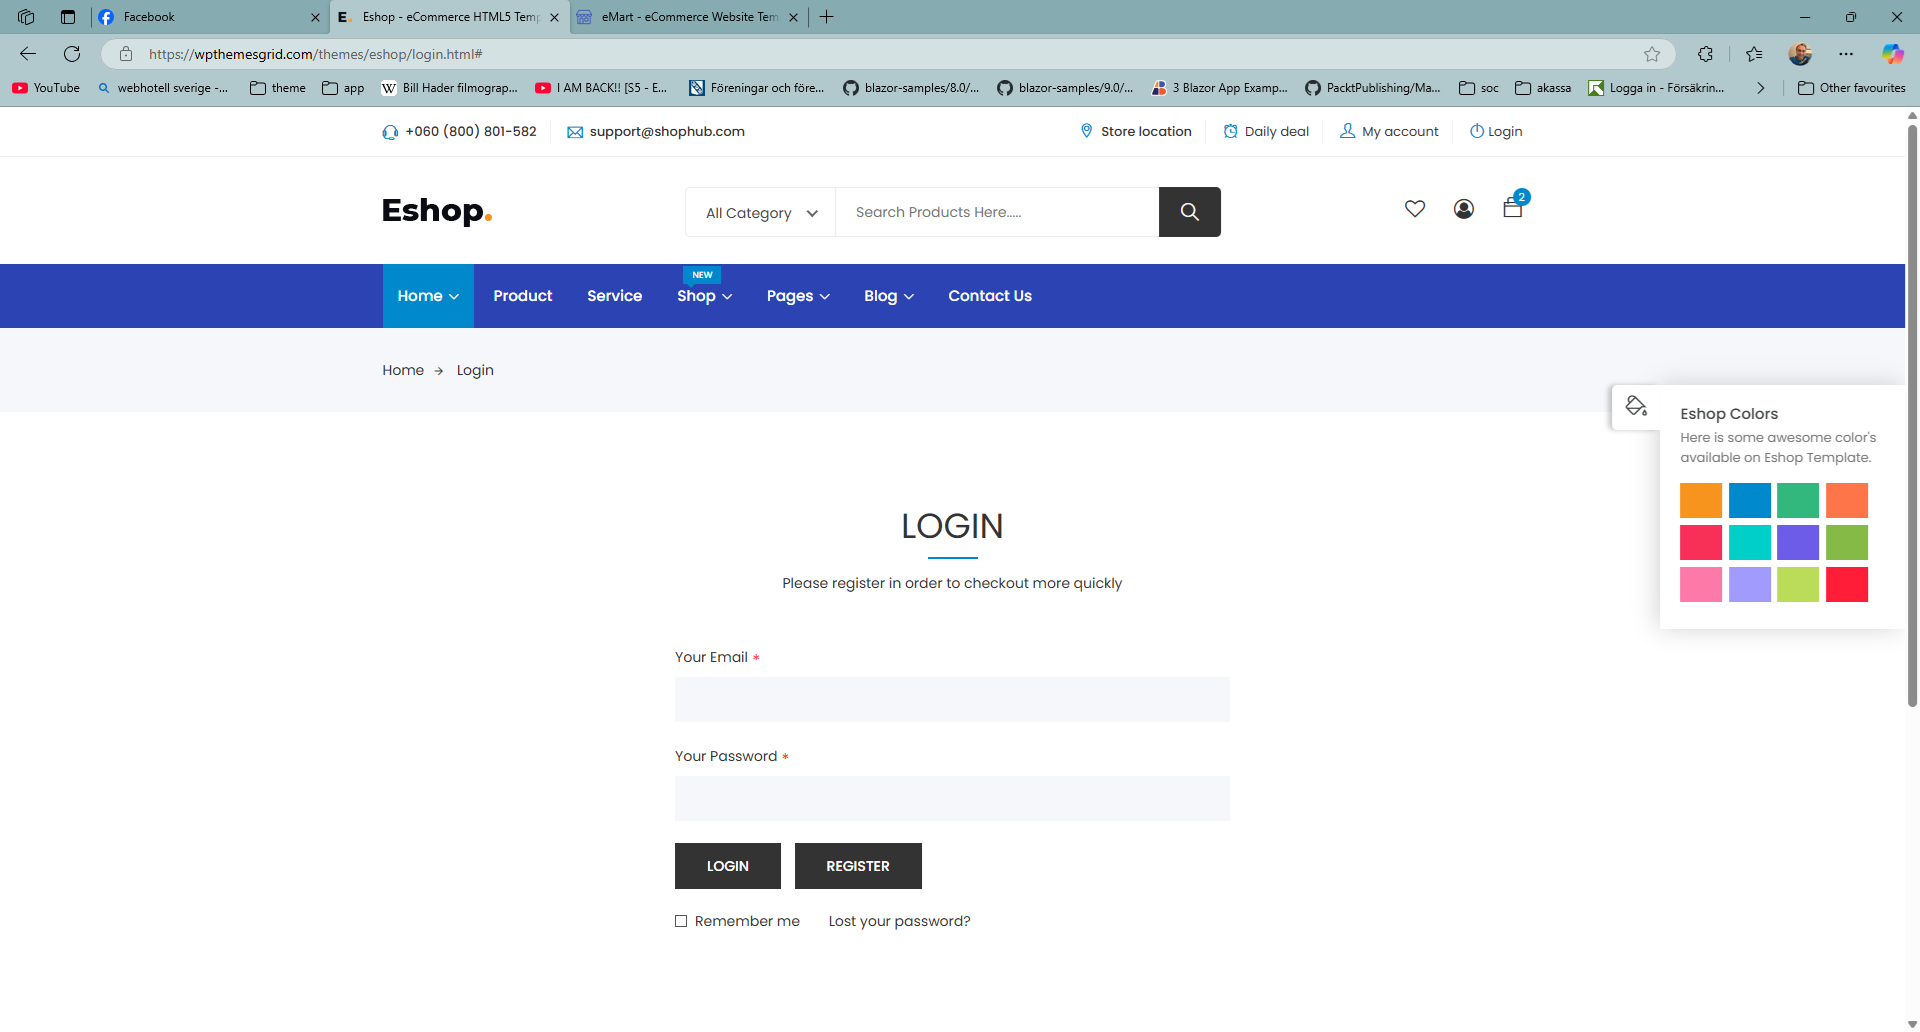 Facebook
E. Eshop - eCommerce HTML5 Temp
eMart - eCommerce Website Tem
https://wpthemesgrid.com/themes/eshop/login.html#
YouTube webhotell sverige -... theme app Bill Hader filmograp... I AM BACK!! [S5 - E... Föreningar och före... blazor-samples/8.0/... blazor-samples/9.0/... 3 Blazor App Examp... PacktPublishing/Ma... soc akassa Logga in - Försäkrin... Other favourites
+060 (800) 801-582 support@shophub.com Store location Daily deal My account Login
Eshop. All Category Search Products Here..... 2
NEW
Home Product Service Shop Pages Blog Contact Us
Home → Login
Eshop Colors
Here is some awesome color's
available on Eshop Template.
LOGIN
Please register in order to checkout more quickly
Your Email *
Your Password *
LOGIN REGISTER
Remember me Lost your password?